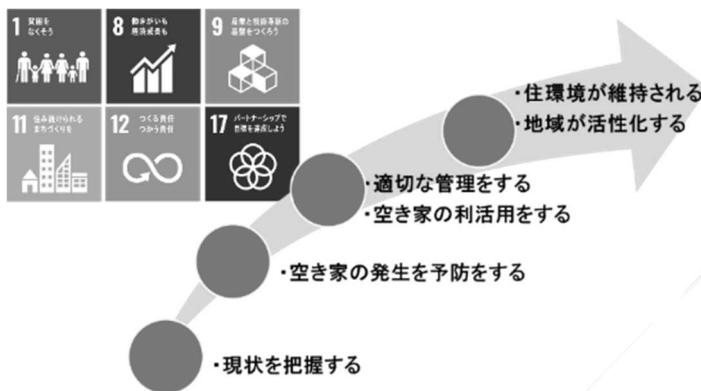 1 貧困を
なくそう
8 働きがいも
経済成長も
9 産業と技術革新の
基盤をつくろう
11 住み続けられる
まちづくりを
12 つくる責任
つかう責任
17 パートナーシップで
目標を達成しよう
・住環境が維持される
・地域が活性化する
・適切な管理をする
・空き家の利活用をする
・空き家の発生を予防をする
・現状を把握する